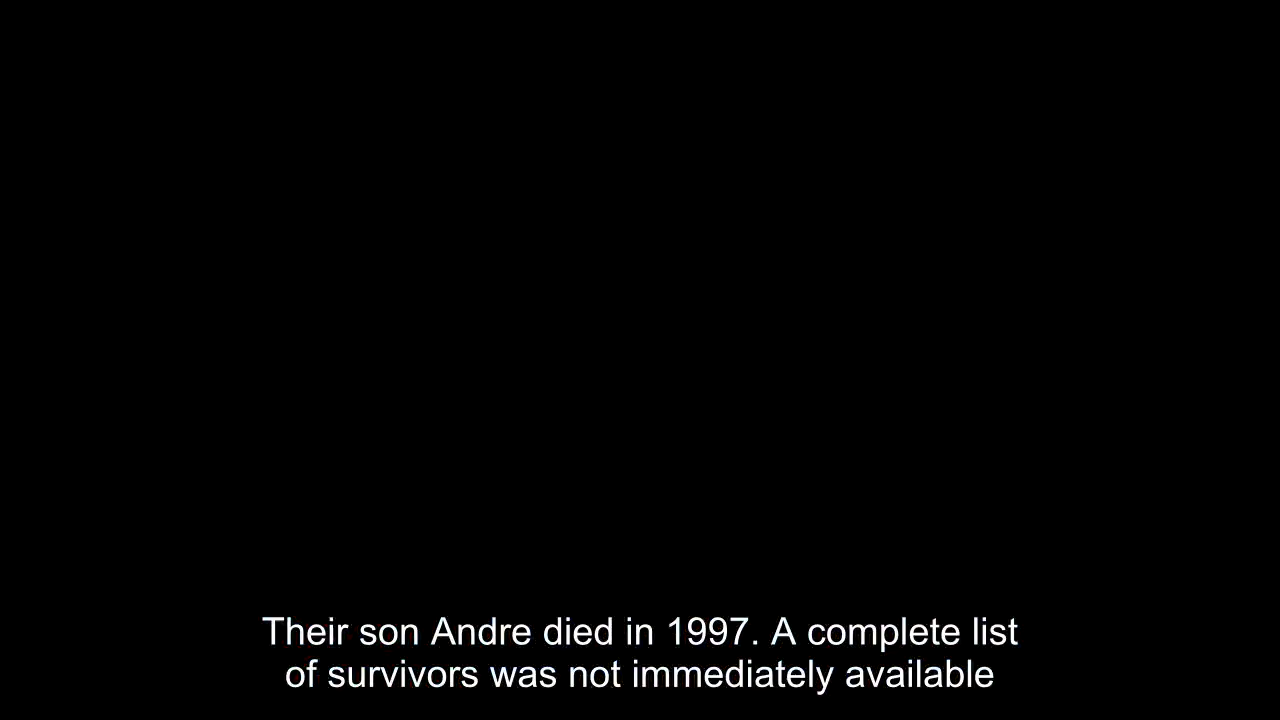 Their son Andre died in 1997. A complete list
of survivors was not immediately available